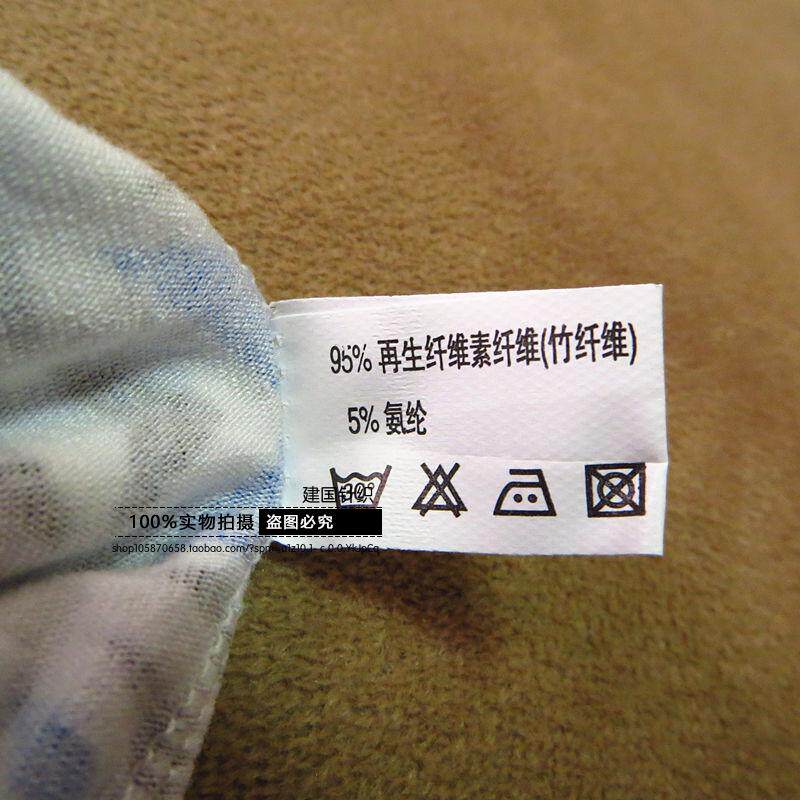 95% 再生纤维素纤维(竹纤维)
5% 氨纶
30°
建国针织
100%实物拍摄 盗图必究